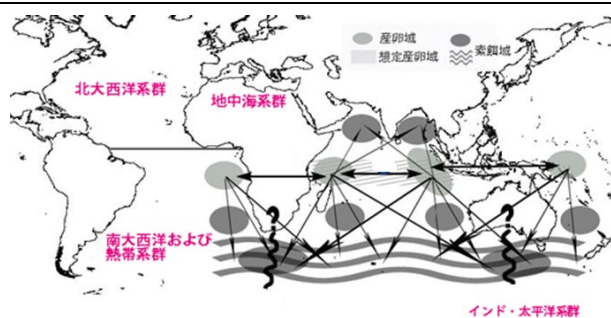 産卵域
索餌域
想定産卵域
北大西洋系群
地中海系群
南大西洋および
熱帯系群
?
?
インド・太平洋系群